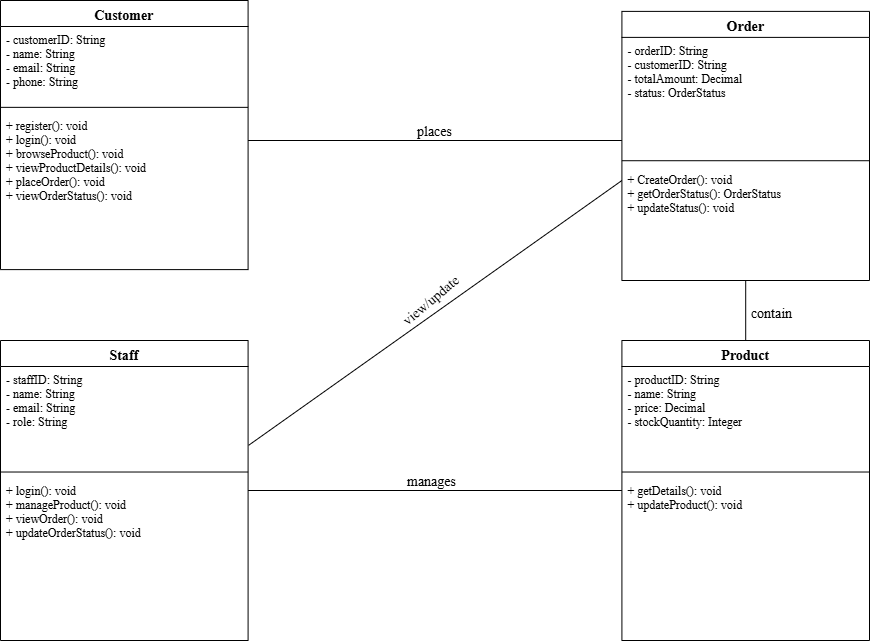 Customer
- customerID: String
- name: String
- email: String
- phone: String
+ register(): void
+ login(): void
+ browseProduct(): void
+ viewProductDetails(): void
+ placeOrder(): void
+ viewOrderStatus(): void
places
Order
- orderID: String
- customerID: String
- totalAmount: Decimal
- status: OrderStatus
+ CreateOrder(): void
+ getOrderStatus(): OrderStatus
+ updateStatus(): void
view/update
contain
Staff
- staffID: String
- name: String
- email: String
- role: String
+ login(): void
+ manageProduct(): void
+ viewOrder(): void
+ updateOrderStatus(): void
manages
Product
- productID: String
- name: String
- price: Decimal
- stockQuantity: Integer
+ getDetails(): void
+ updateProduct(): void